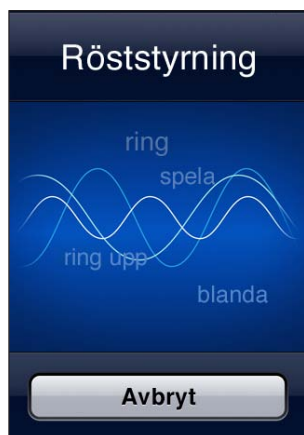 Röststyrning
ring
spela
ring upp
blanda
Avbryt